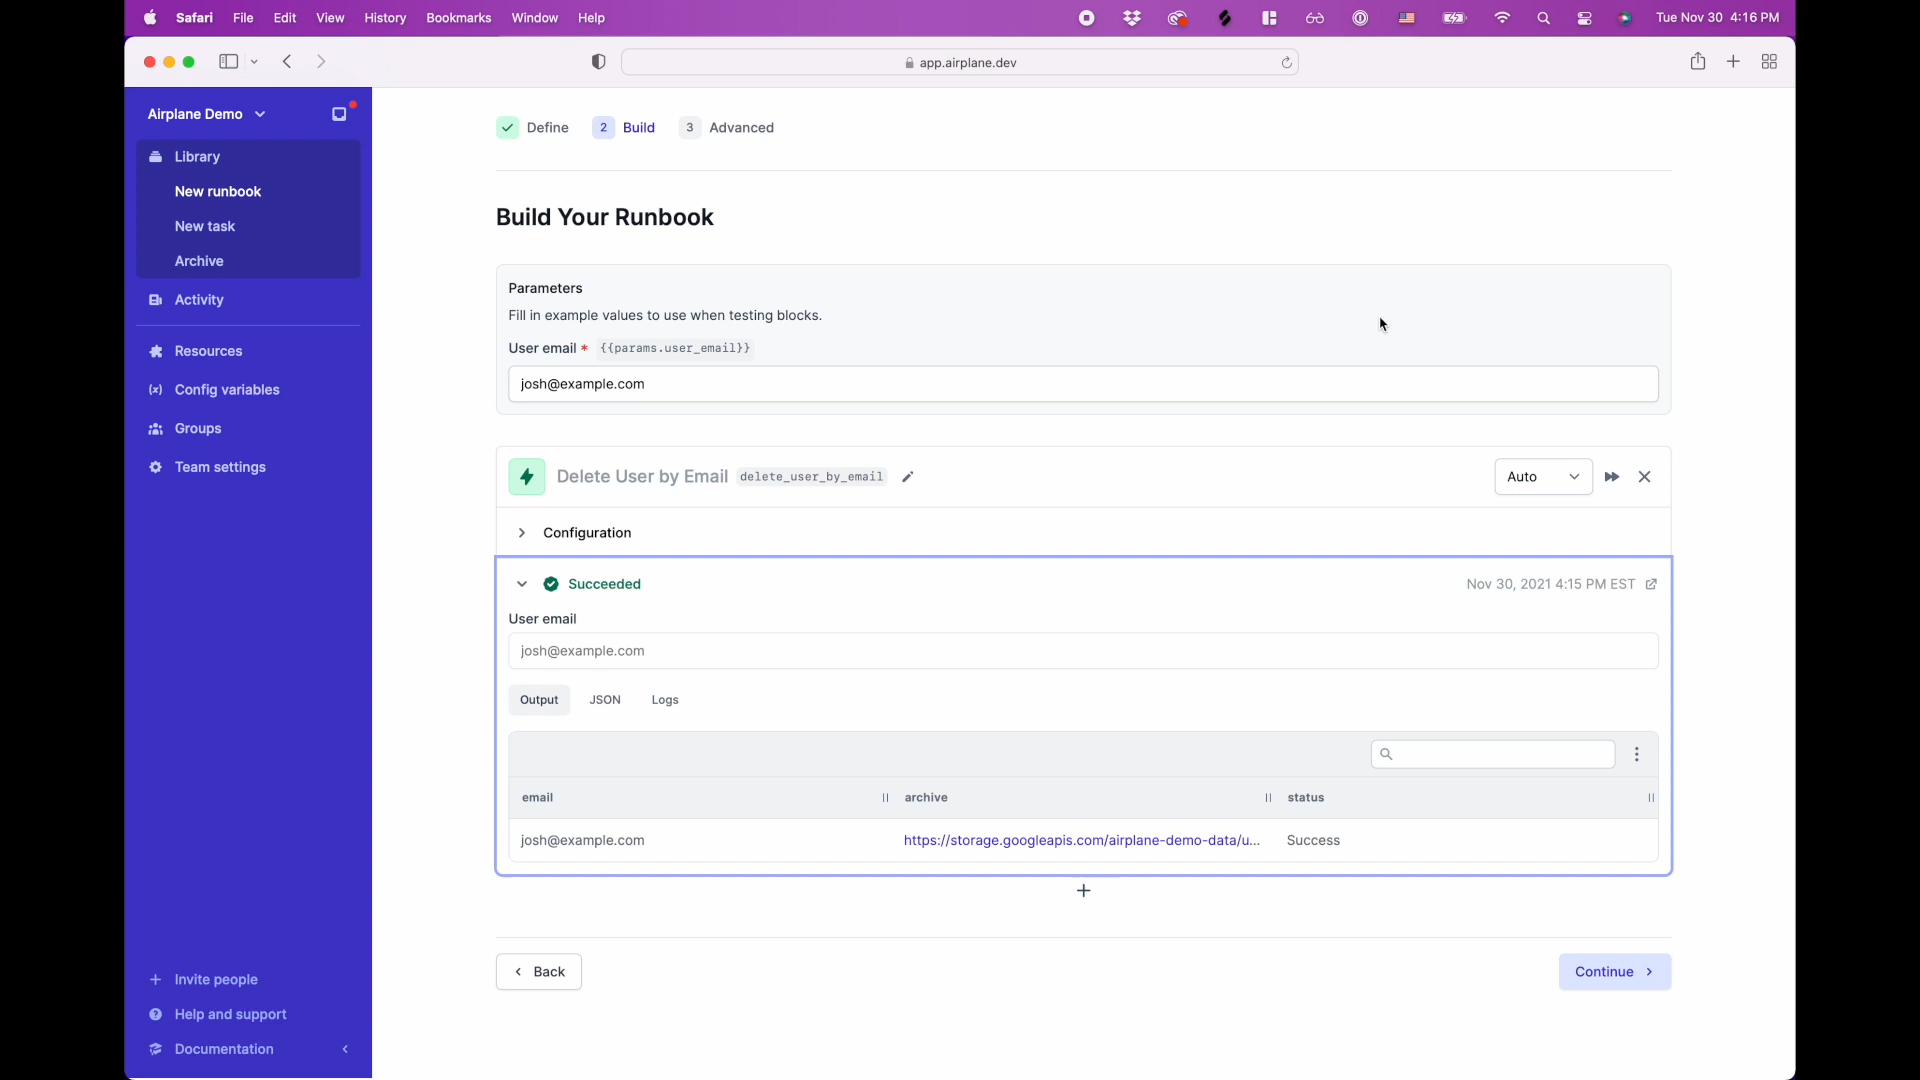 Safari File Edit View History Bookmarks Window Help Tue Nov 30 4:16 PM
app.airplane.dev
Airplane Demo
Library
New runbook
New task
Archive
Activity
Resources
Config variables
Groups
Team settings
Invite people
Help and support
Documentation
Define 2 Build 3 Advanced
Build Your Runbook
Parameters
Fill in example values to use when testing blocks.
User email * {{params.user_email}}
josh@example.com
Delete User by Email delete_user_by_email Auto
Configuration
Succeeded Nov 30, 2021 4:15 PM EST
User email
josh@example.com
Output JSON Logs
email archive status
josh@example.com https://storage.googleapis.com/airplane-demo-data/u... Success
Back Continue